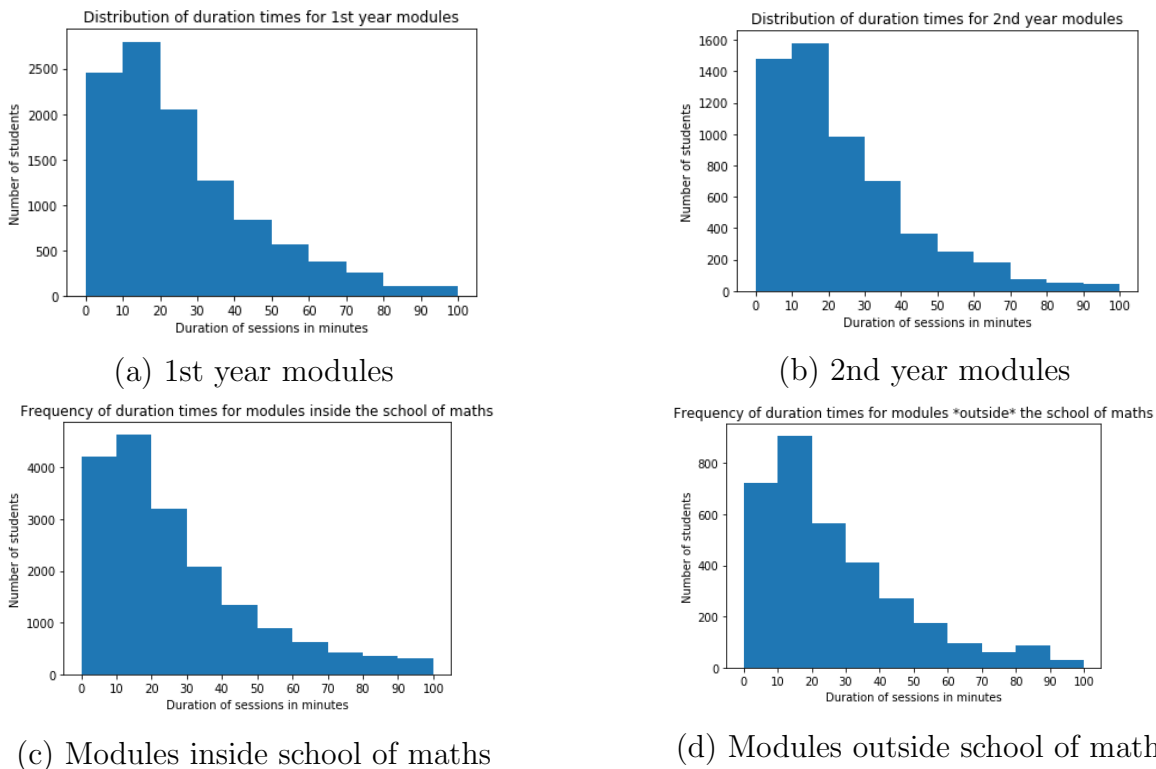 Distribution of duration times for 1st year modules
Number of students
2500
2000
1500
1000
500
0
0 10 20 30 40 50 60 70 80 90 100
Duration of sessions in minutes
(a) 1st year modules
Distribution of duration times for 2nd year modules
Number of students
1600
1400
1200
1000
800
600
400
200
0
0 10 20 30 40 50 60 70 80 90 100
Duration of sessions in minutes
(b) 2nd year modules
Frequency of duration times for modules inside the school of maths
Number of students
4000
3000
2000
1000
0
0 10 20 30 40 50 60 70 80 90 100
Duration of sessions in minutes
(c) Modules inside school of maths
Frequency of duration times for modules *outside* the school of maths
Number of students
800
600
400
200
0
0 10 20 30 40 50 60 70 80 90 100
Duration of sessions in minutes
(d) Modules outside school of math